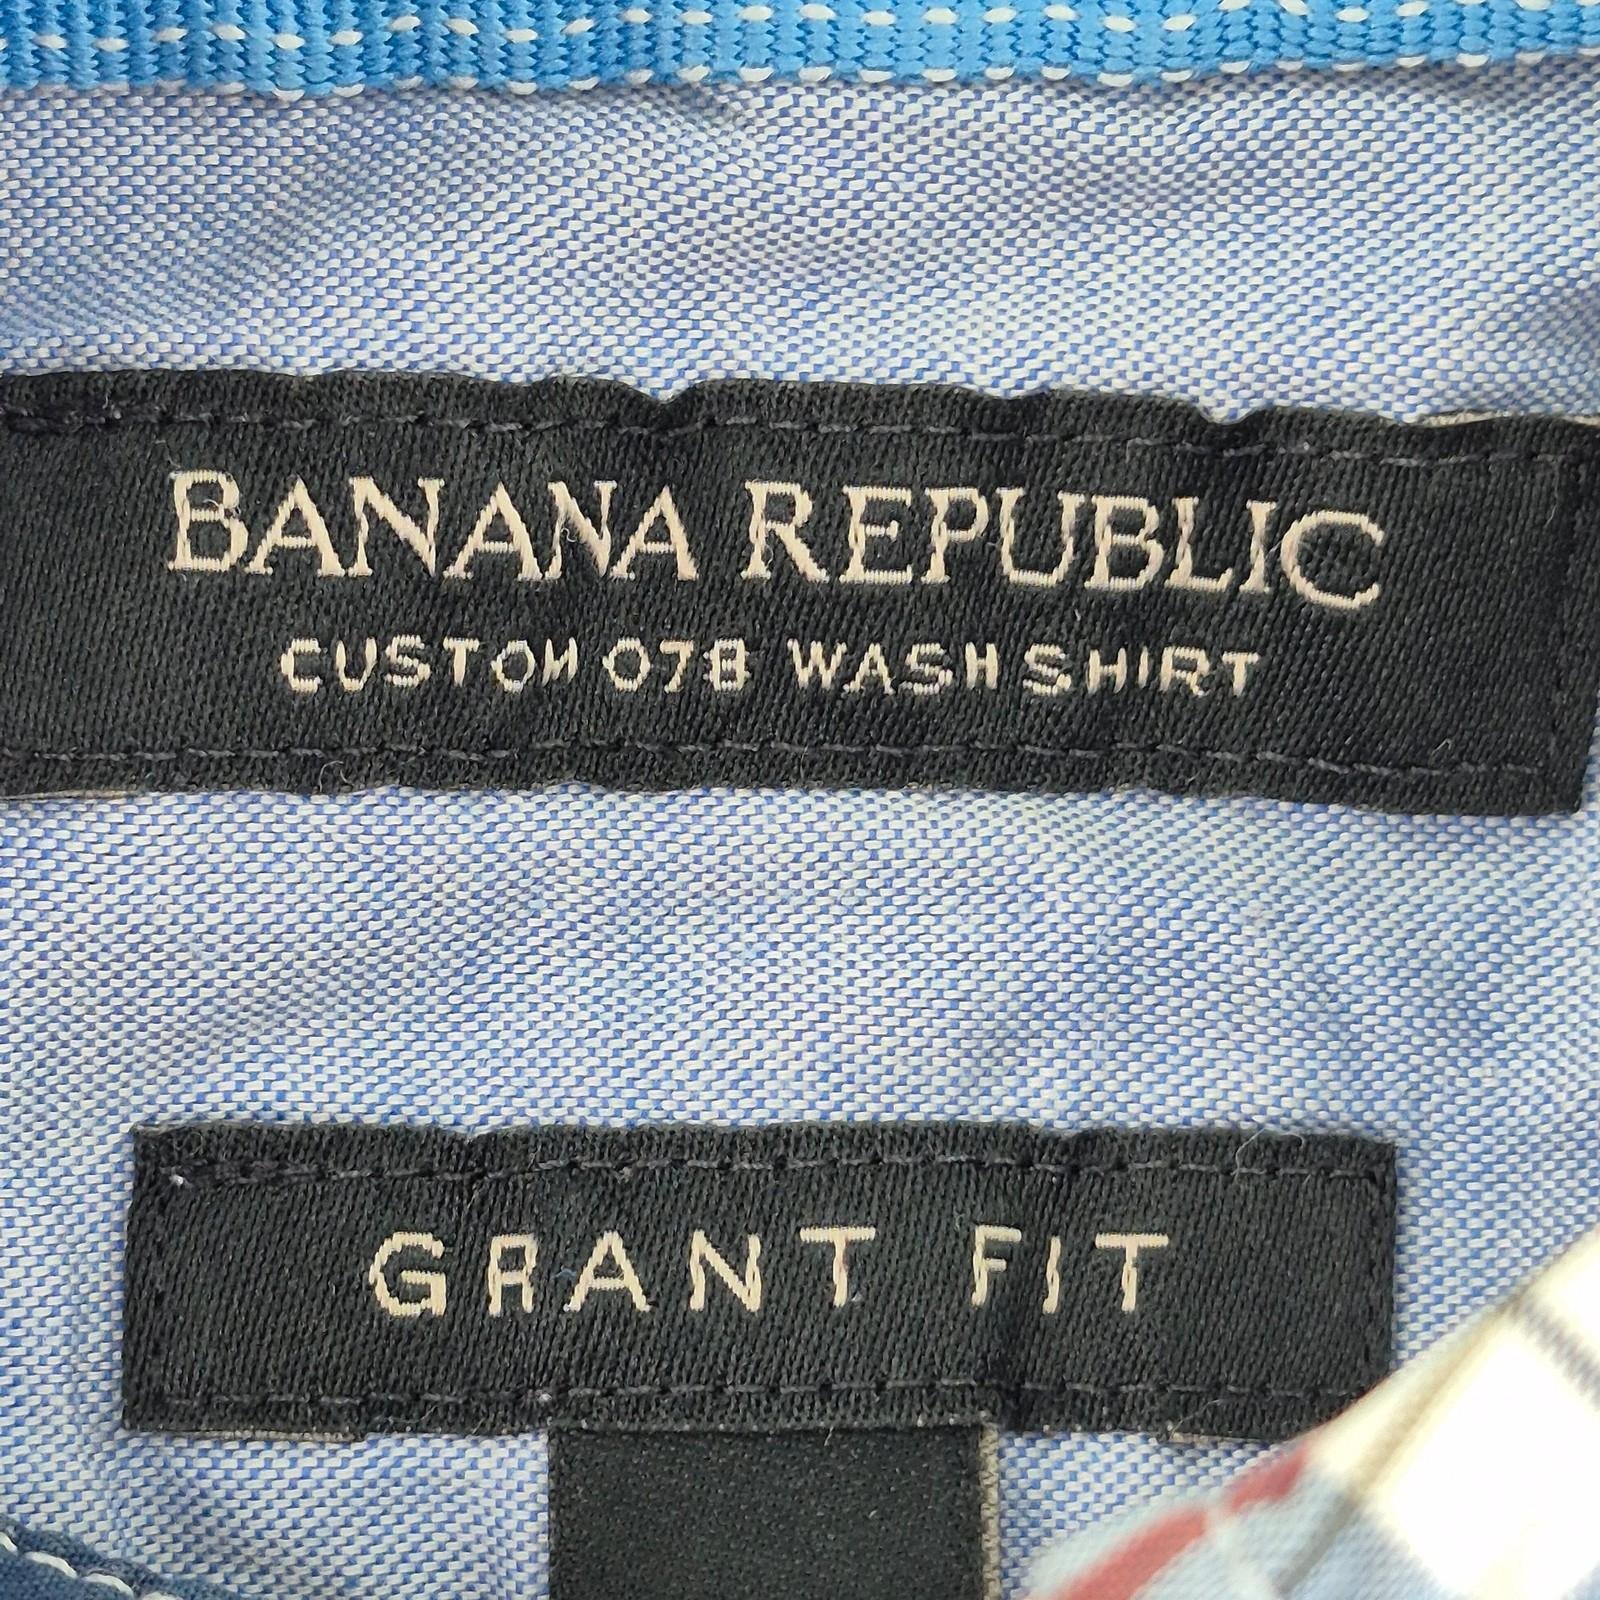 BANANA REPUBLIC
CUSTOM 078 WASH SHIRT
GRANT FIT